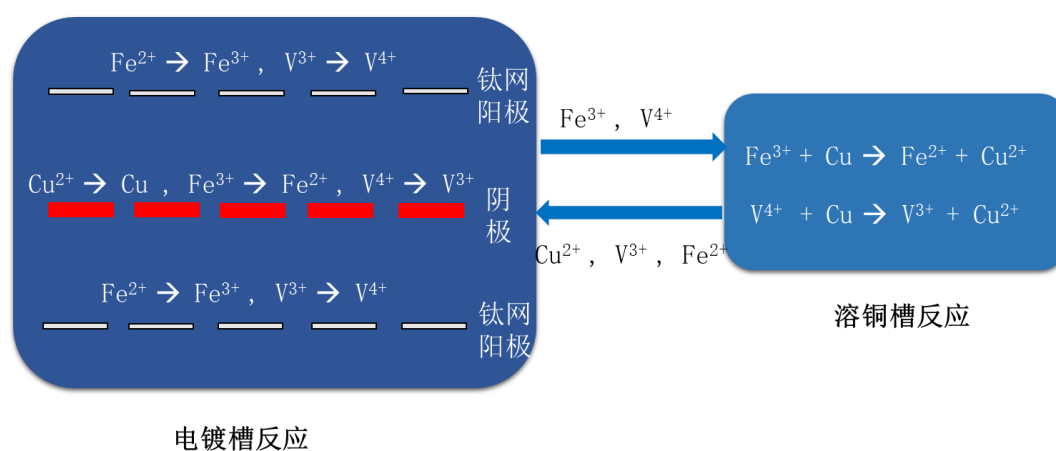 Fe²⁺ → Fe³⁺ , V³⁺ → V⁴⁺
钛网
阳极
Cu²⁺ → Cu , Fe³⁺ → Fe²⁺, V⁴⁺ → V³⁺
阴
极
Fe²⁺ → Fe³⁺ , V³⁺ → V⁴⁺
钛网
阳极
电镀槽反应
Fe³⁺, V⁴⁺
Cu²⁺, V³⁺, Fe²⁺
Fe³⁺ + Cu → Fe²⁺ + Cu²⁺
V⁴⁺ + Cu → V³⁺ + Cu²⁺
溶铜槽反应